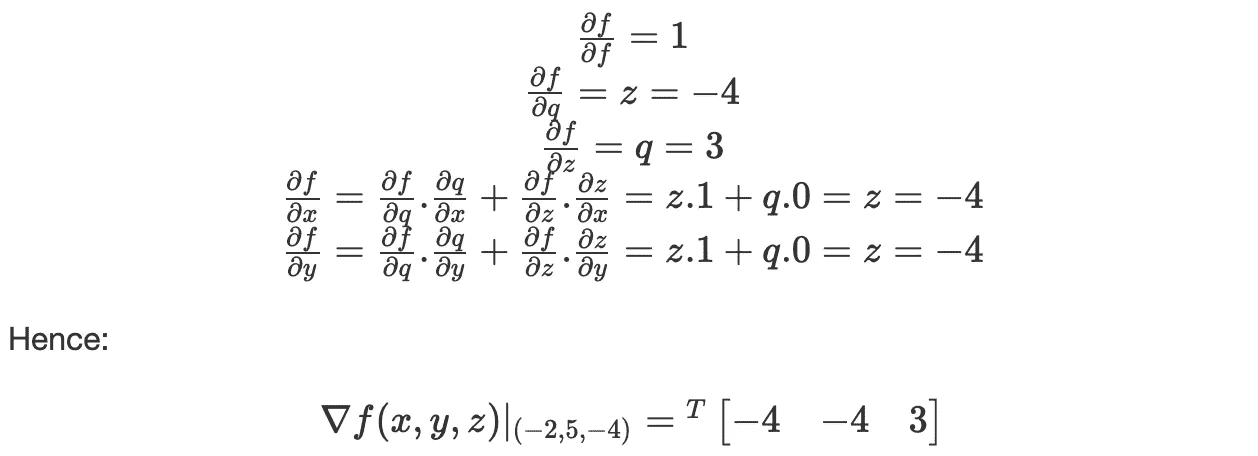 ∂f/∂f = 1
∂f/∂q = z = −4
∂f/∂z = q = 3
∂f/∂x = ∂f/∂q . ∂q/∂x + ∂f/∂z . ∂z/∂x = z.1 + q.0 = z = −4
∂f/∂y = ∂f/∂q . ∂q/∂y + ∂f/∂z . ∂z/∂y = z.1 + q.0 = z = −4
Hence:
∇f(x, y, z)|₍₋₂,₅,₋₄₎ = ᵀ [−4 −4 3]